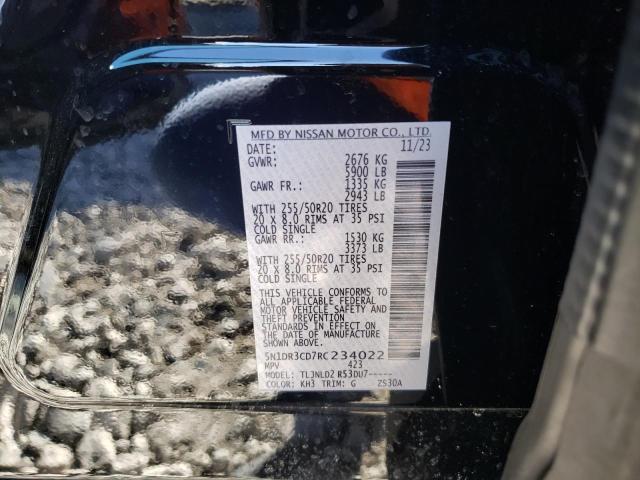 MFD BY NISSAN MOTOR CO., LTD.
DATE: 11/23
GVWR: 2676 KG
5900 LB
GAWR FR.: 1335 KG
2943 LB
WITH 255/50R20 TIRES
20 X 8.0 RIMS AT 35 PSI
COLD SINGLE
GAWR RR.: 1530 KG
3373 LB
WITH 255/50R20 TIRES
20 X 8.0 RIMS AT 35 PSI
COLD SINGLE
THIS VEHICLE CONFORMS TO
ALL APPLICABLE FEDERAL
MOTOR VEHICLE SAFETY
AND THEFT PREVENTION
STANDARDS IN EFFECT ON
THE DATE OF MANUFACTURE
SHOWN ABOVE.
5N1DR3CD7RC234022
MPV 423
MODEL: TLJNLD2 R53DU7-----
COLOR: KH3 TRIM: G ZS30A